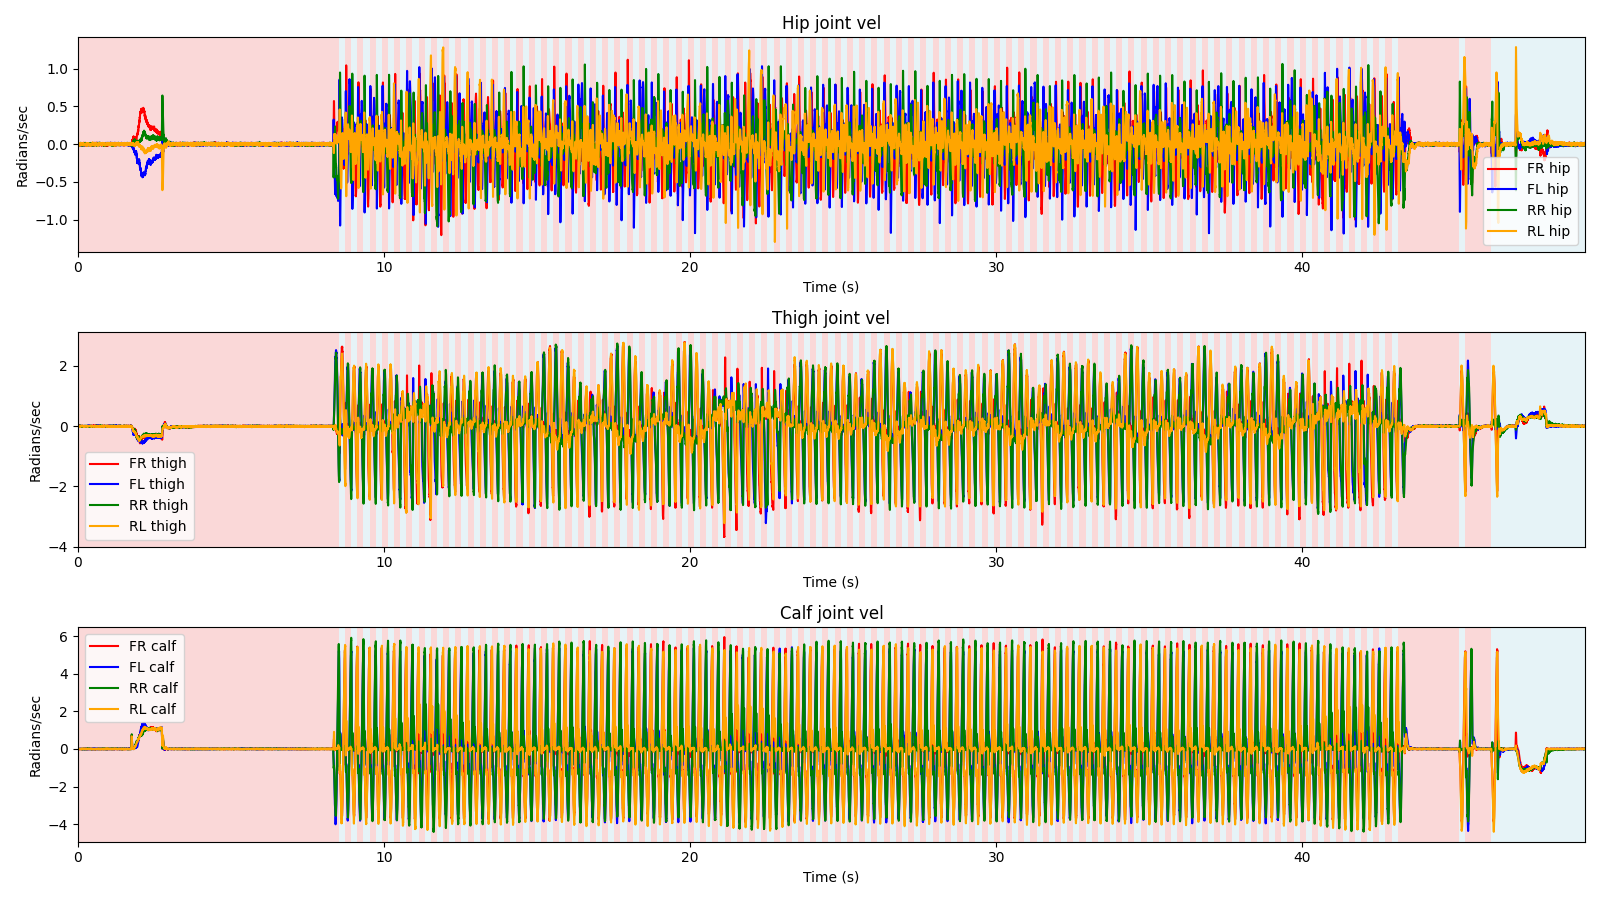 Hip joint vel
1.0
0.5
0.0
−0.5
−1.0
Radians/sec
FR hip
FL hip
RR hip
RL hip
0 10 20 30 40
Time (s)
Thigh joint vel
2
0
−2
−4
Radians/sec
FR thigh
FL thigh
RR thigh
RL thigh
0 10 20 30 40
Time (s)
Calf joint vel
6
4
2
0
−2
−4
Radians/sec
FR calf
FL calf
RR calf
RL calf
0 10 20 30 40
Time (s)